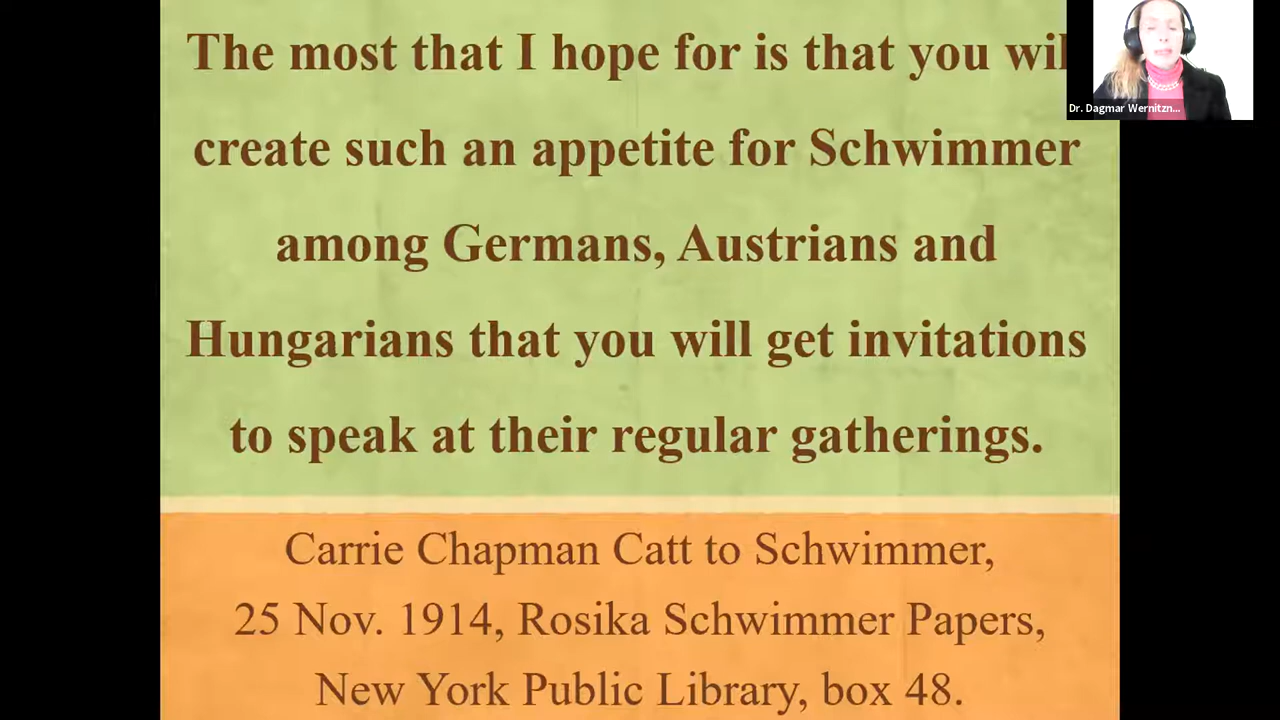 The most that I hope for is that you will
create such an appetite for Schwimmer
among Germans, Austrians and
Hungarians that you will get invitations
to speak at their regular gatherings.
Carrie Chapman Catt to Schwimmer,
25 Nov. 1914, Rosika Schwimmer Papers,
New York Public Library, box 48.
Dr. Dagmar Wernitzn...